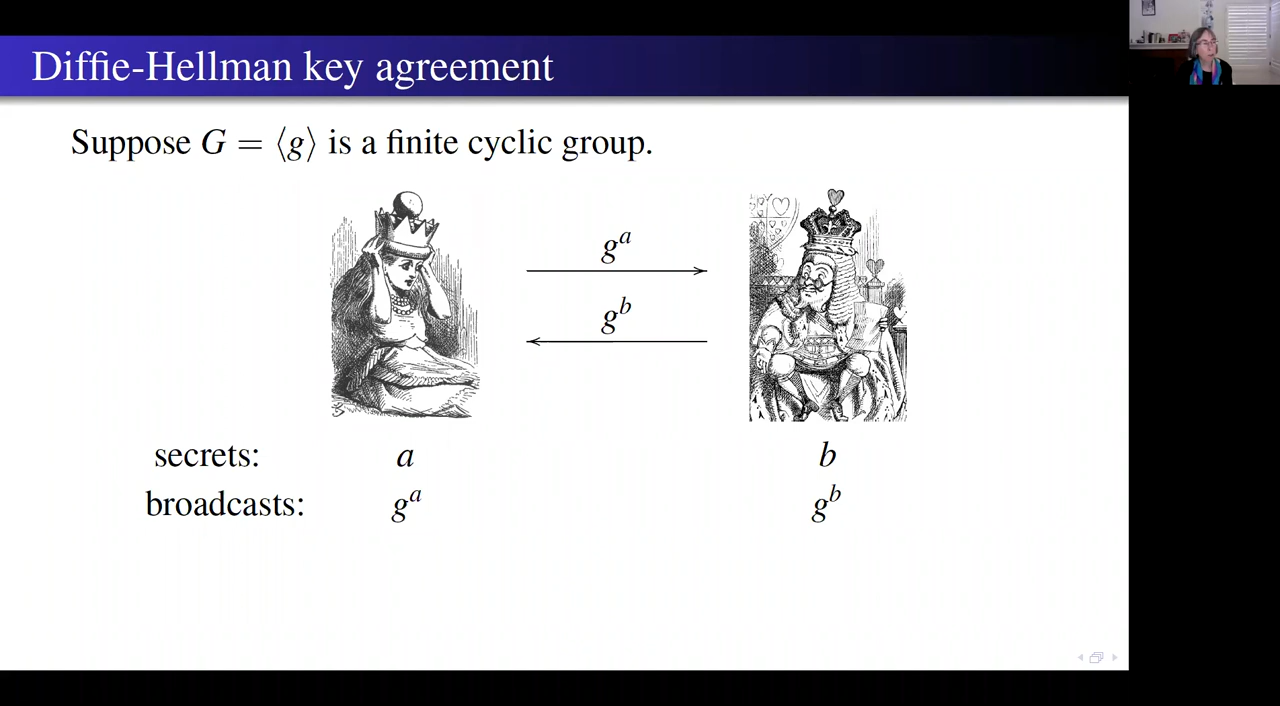 Diffie-Hellman key agreement
Suppose G = ⟨g⟩ is a finite cyclic group.
g^a
g^b
secrets: a b
broadcasts: g^a g^b